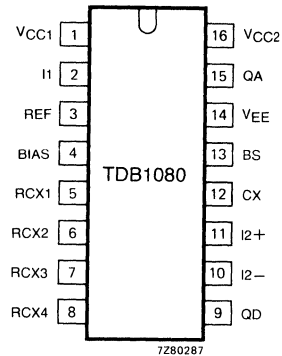 VCC1 1 16 VCC2
I1 2 15 QA
REF 3 14 VEE
BIAS 4 13 BS
TDB1080
RCX1 5 12 CX
RCX2 6 11 I2+
RCX3 7 10 I2−
RCX4 8 9 QD
7Z80287